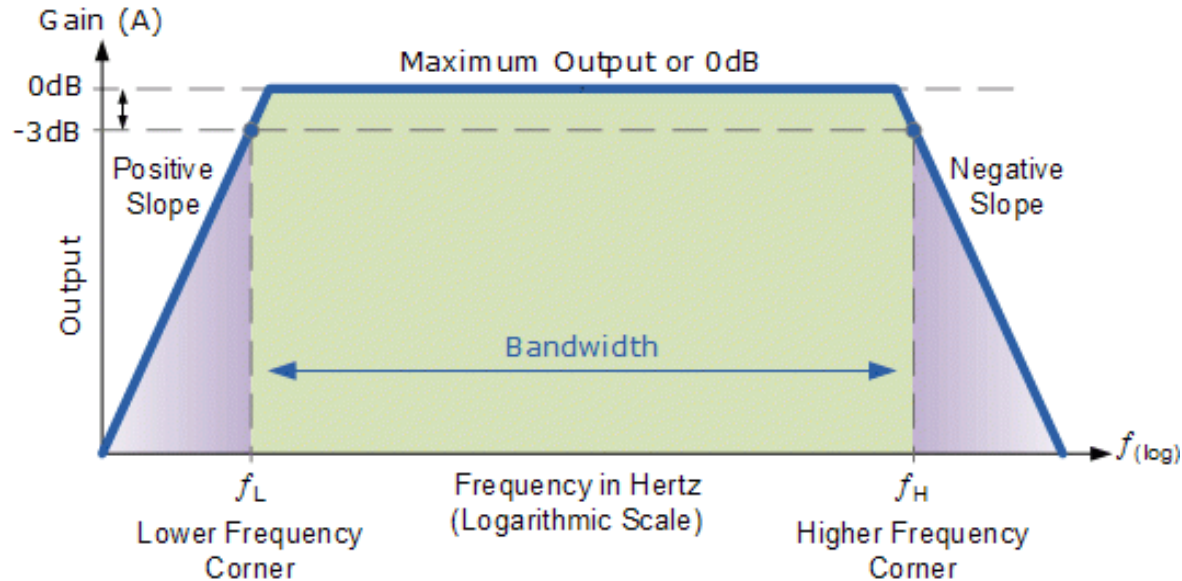 Gain (A)
Maximum Output or 0dB
0dB
-3dB
Positive
Slope
Negative
Slope
Output
Bandwidth
f(log)
fL
Frequency in Hertz
(Logarithmic Scale)
fH
Lower Frequency
Corner
Higher Frequency
Corner